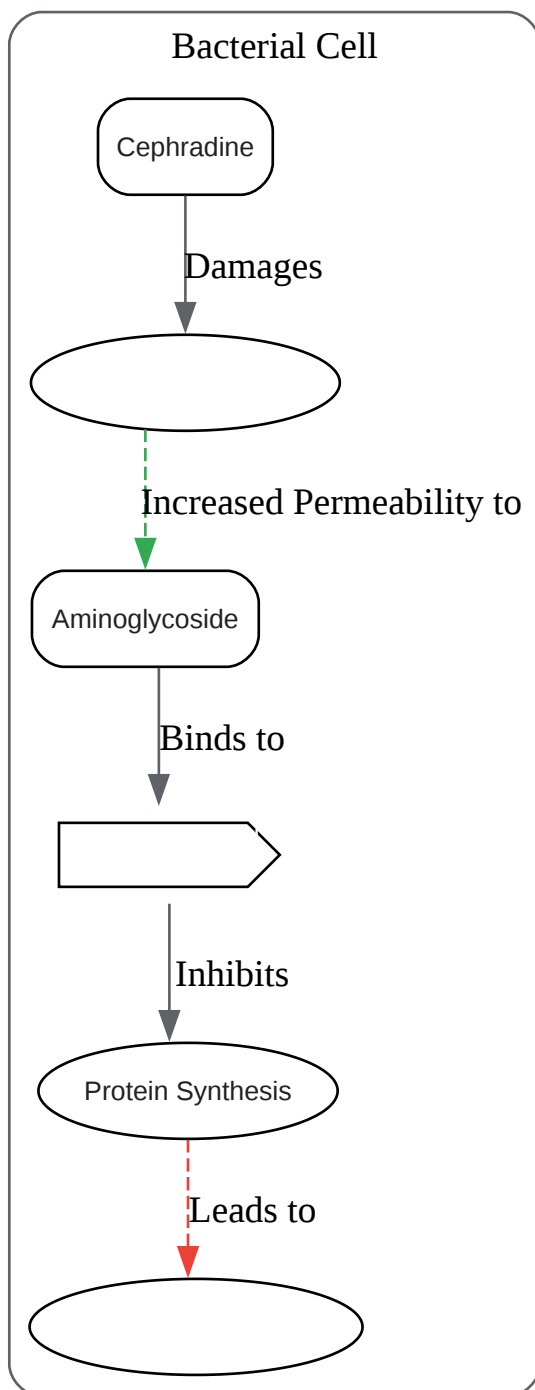 Bacterial Cell
Cephradine
Damages
Increased Permeability to
Aminoglycoside
Binds to
Inhibits
Protein Synthesis
Leads to